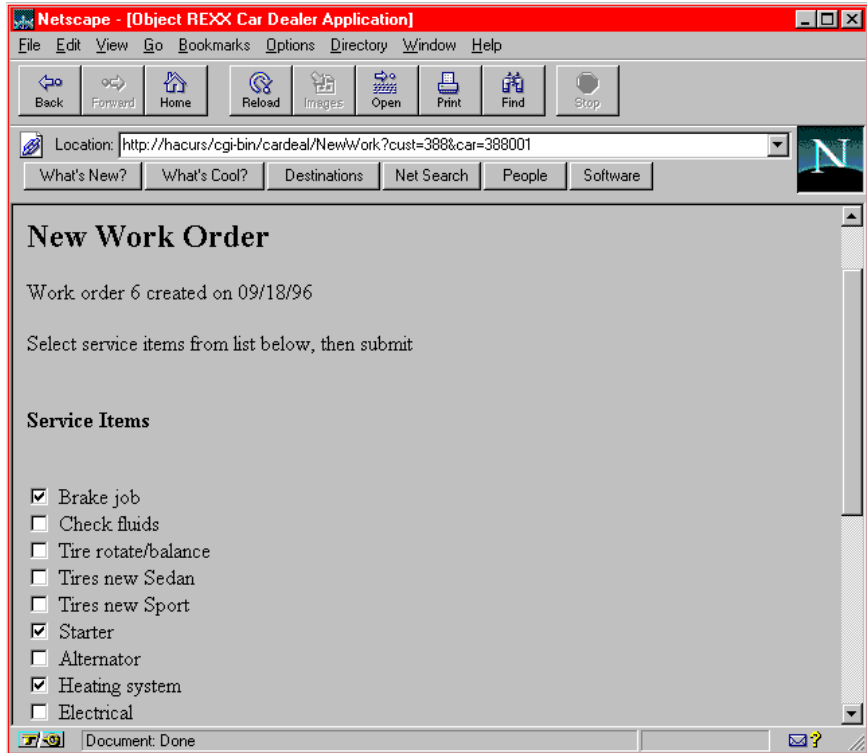 Netscape - [Object REXX Car Dealer Application]
File Edit View Go Bookmarks Options Directory Window Help
Back Forward Home Reload Images Open Print Find Stop
Location: http://hacurs/cgi-bin/cardeal/NewWork?cust=388&car=388001
N
What's New? What's Cool? Destinations Net Search People Software
New Work Order
Work order 6 created on 09/18/96
Select service items from list below, then submit
Service Items
Brake job
Check fluids
Tire rotate/balance
Tires new Sedan
Tires new Sport
Starter
Alternator
Heating system
Electrical
Document: Done